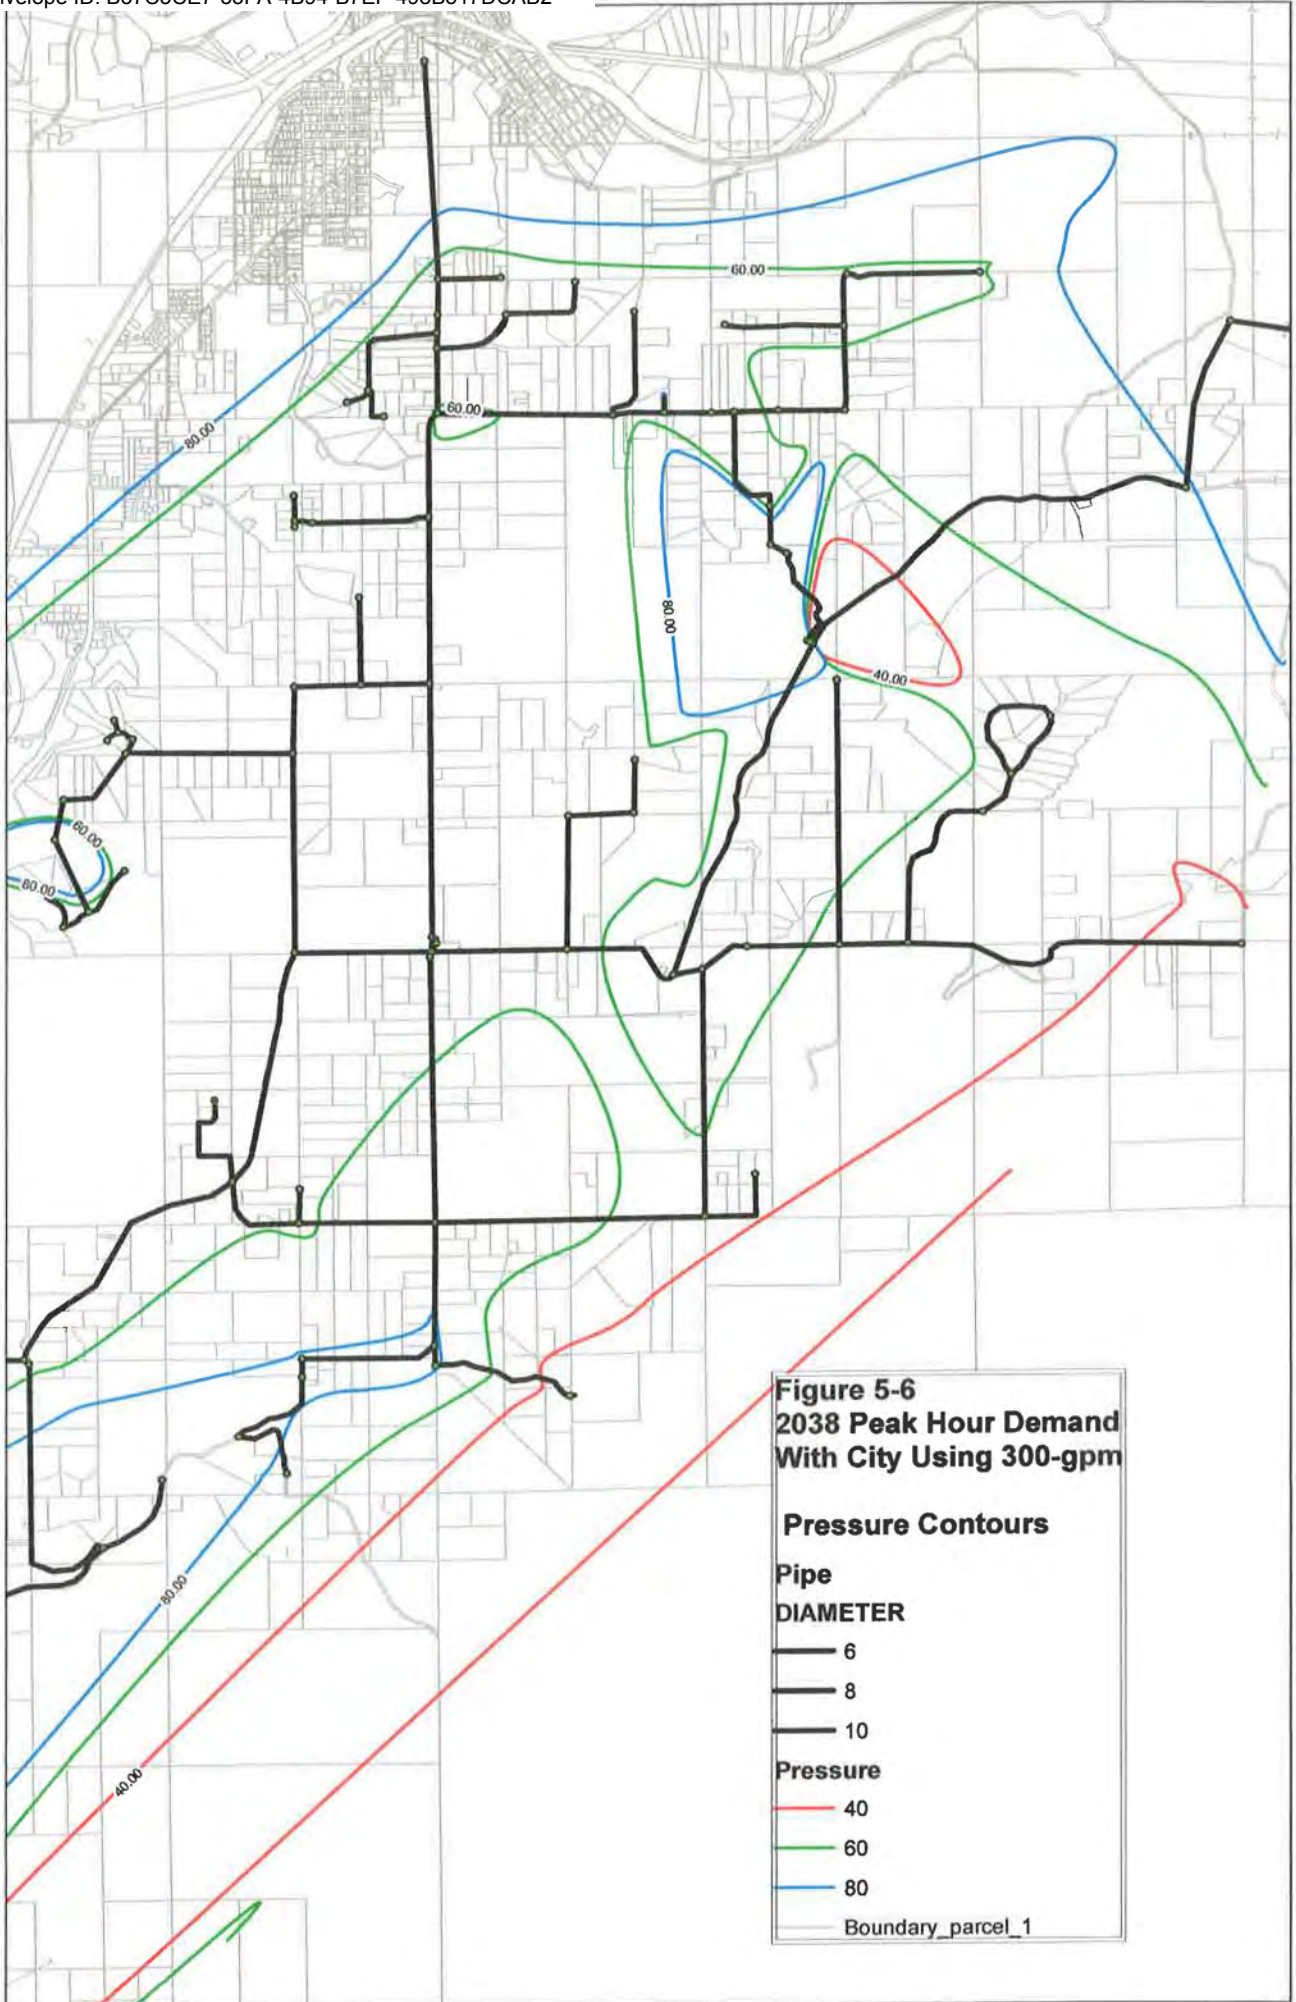 60.00
60.00
80.00
80.00
40.00
60.00
80.00
80.00
40.00
Figure 5-6
2038 Peak Hour Demand
With City Using 300-gpm
Pressure Contours
Pipe
DIAMETER
6
8
10
Pressure
40
60
80
Boundary_parcel_1